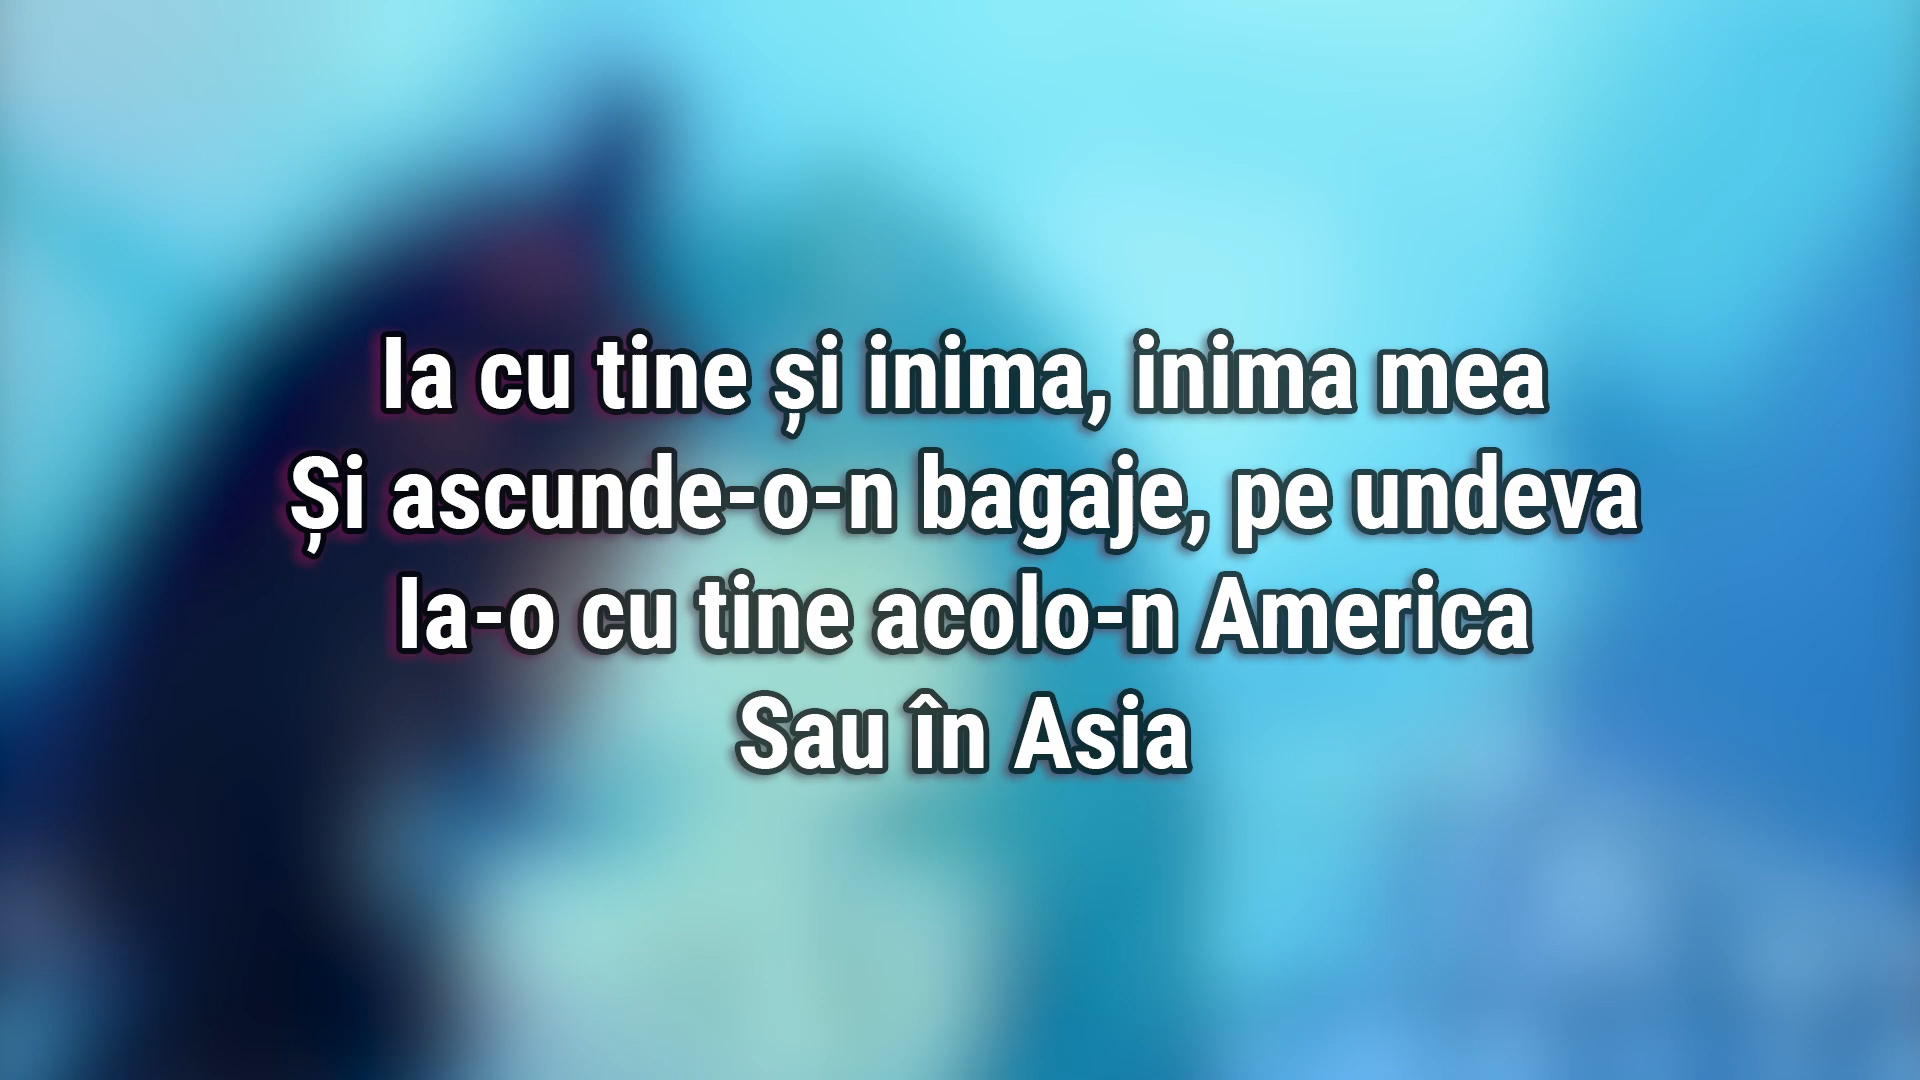 Ia cu tine și inima, inima mea
Și ascunde-o-n bagaje, pe undeva
Ia-o cu tine acolo-n America
Sau în Asia